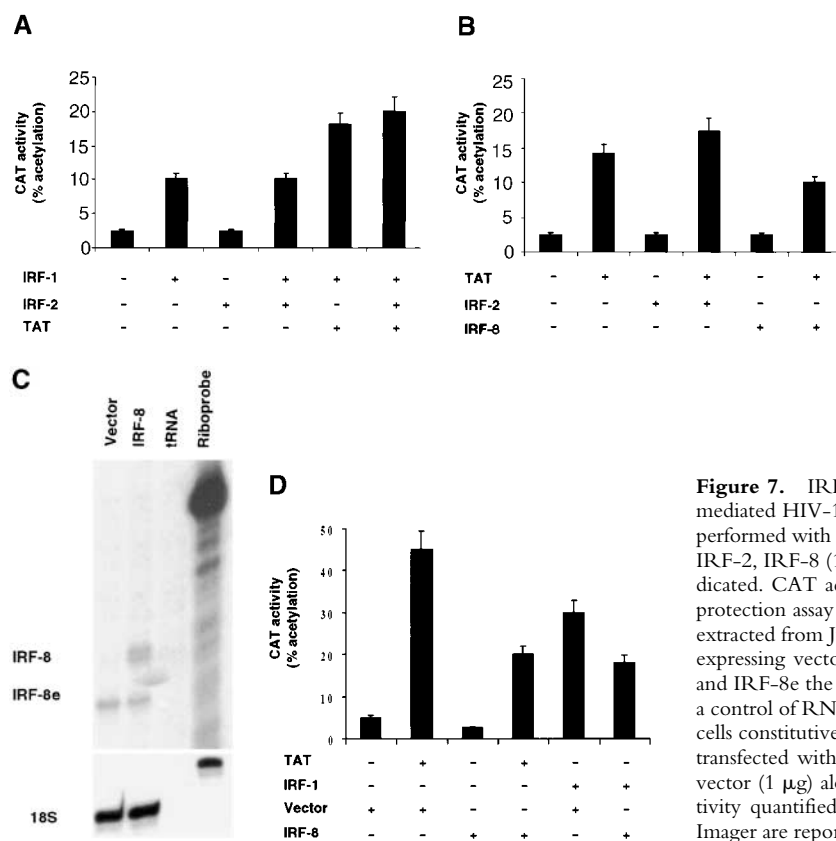 A
CAT activity
(% acetylation)
25
20
15
10
5
0
IRF-1 - + - + + +
IRF-2 - - + + - +
TAT - - - - + +
B
CAT activity
(% acetylation)
25
20
15
10
5
0
TAT - + - + - +
IRF-2 - - + + - -
IRF-8 - - - - + +
C
Vector
IRF-8
tRNA
Riboprobe
IRF-8
IRF-8e
18S
D
CAT activity
(% acetylation)
50
40
30
20
10
0
TAT - + - + - -
IRF-1 - - - - + +
Vector + + - - + -
IRF-8 - - + + - +
Figure 7. IRF
mediated HIV-1
performed with
IRF-2, IRF-8 (1
dicated. CAT ac
protection assay
extracted from J
expressing vecto
and IRF-8e the
a control of RN
cells constitutive
transfected with
vector (1 μg) alo
tivity quantified
Imager are repor